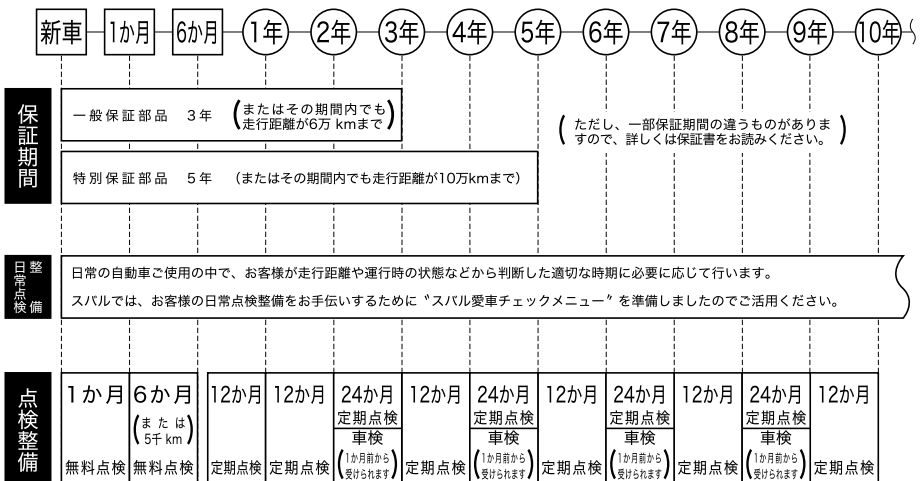 新車 1か月 6か月 1年 2年 3年 4年 5年 6年 7年 8年 9年 10年
保証期間
一般保証部品 3年 (またはその期間内でも
走行距離が6万kmまで)
(ただし、一部保証期間の違うものがありま
すので、詳しくは保証書をお読みください。)
特別保証部品 5年 (またはその期間内でも走行距離が10万kmまで)
日常点検整備
日常の自動車ご使用の中で、お客様が走行距離や運行時の状態などから判断した適切な時期に必要に応じて行います。
スバルでは、お客様の日常点検整備をお手伝いするために〝スバル愛車チェックメニュー〟を準備しましたのでご活用ください。
点検整備
1か月
無料点検
6か月
(または
5千km)
無料点検
12か月
定期点検
12か月
定期点検
24か月
定期点検
車検
(1か月前から
受けられます)
12か月
定期点検
24か月
定期点検
車検
(1か月前から
受けられます)
12か月
定期点検
24か月
定期点検
車検
(1か月前から
受けられます)
12か月
定期点検
24か月
定期点検
車検
(1か月前から
受けられます)
12か月
定期点検